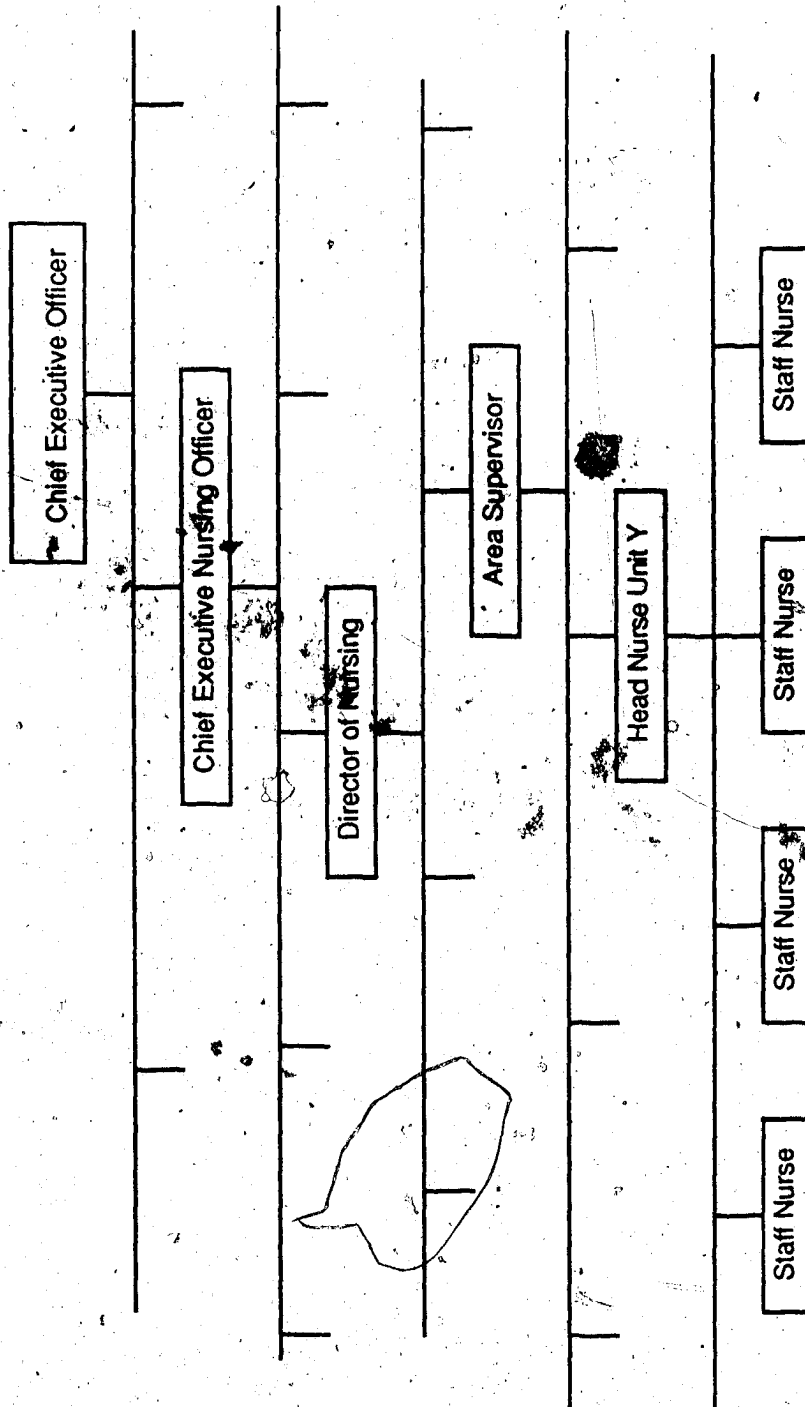 Chief Executive Officer
Chief Executive Nursing Officer
Director of Nursing
Area Supervisor
Head Nurse Unit Y
Staff Nurse
Staff Nurse
Staff Nurse
Staff Nurse